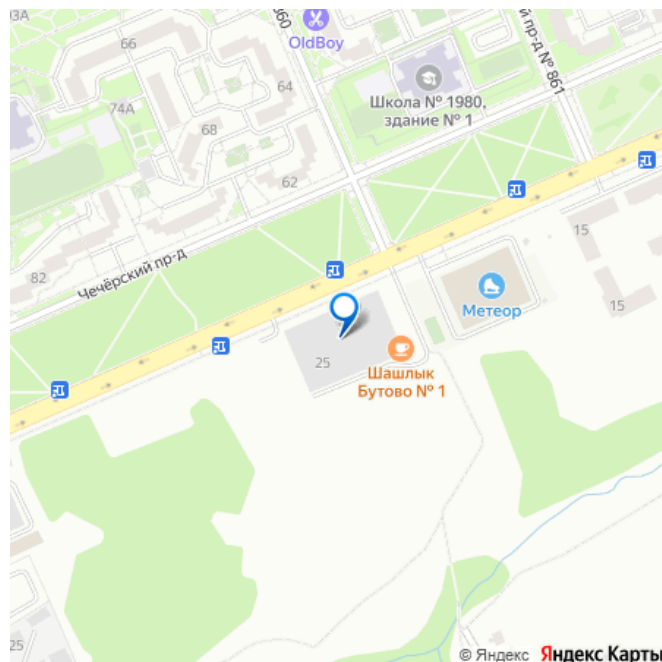 960
OldBoy
66
93А
64
й пр-д № 861
Школа № 1980,
здание № 1
74А
68
62
15
Чечёрский пр-д
82
Метеор
15
25
Шашлык
Бутово № 1
25
© Яндекс Яндекс Карты